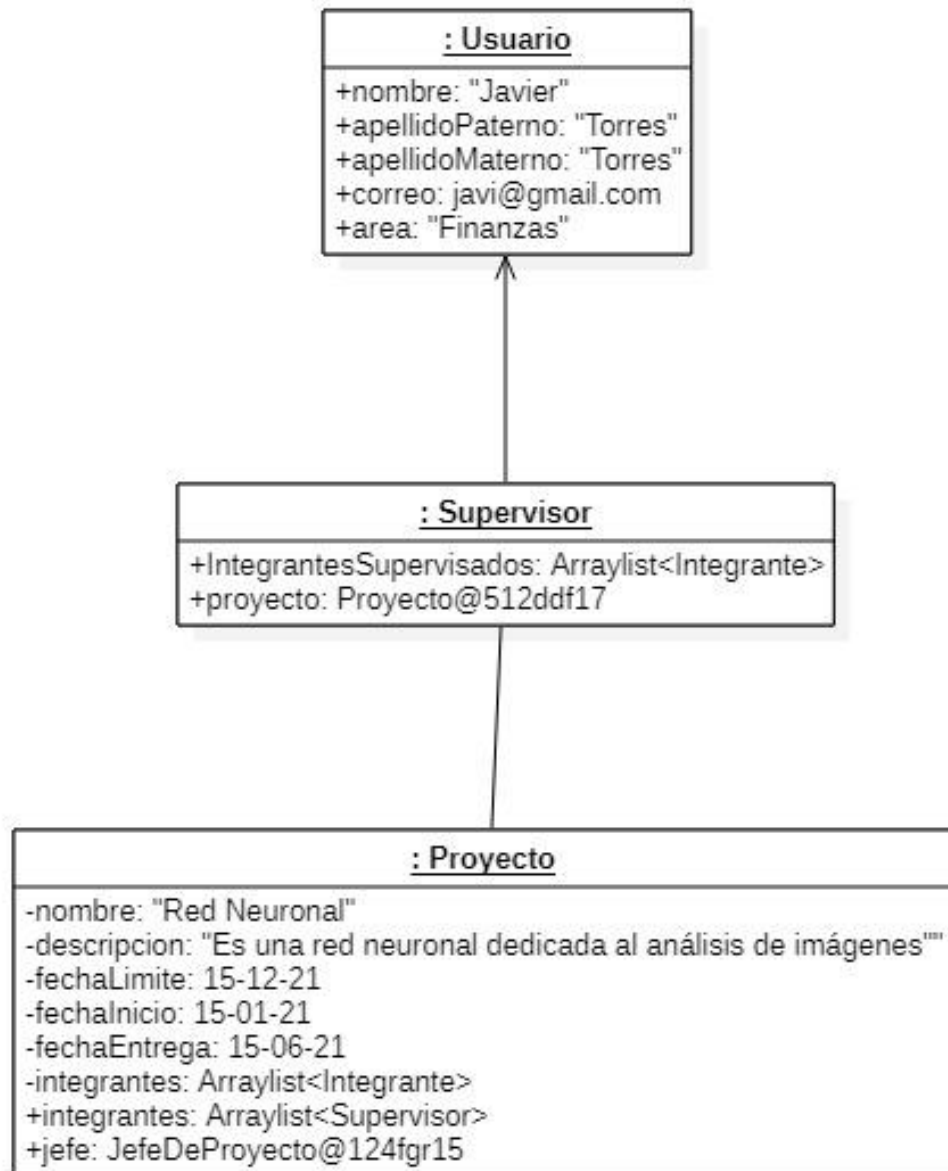 : Usuario
+nombre: "Javier"
+apellidoPaterno: "Torres"
+apellidoMaterno: "Torres"
+correo: javi@gmail.com
+area: "Finanzas"
: Supervisor
+IntegrantesSupervisados: Arraylist<Integrante>
+proyecto: Proyecto@512ddf17
: Proyecto
-nombre: "Red Neuronal"
-descripcion: "Es una red neuronal dedicada al análisis de imágenes""
-fechaLimite: 15-12-21
-fechaInicio: 15-01-21
-fechaEntrega: 15-06-21
-integrantes: Arraylist<Integrante>
+integrantes: Arraylist<Supervisor>
+jefe: JefeDeProyecto@124fgr15